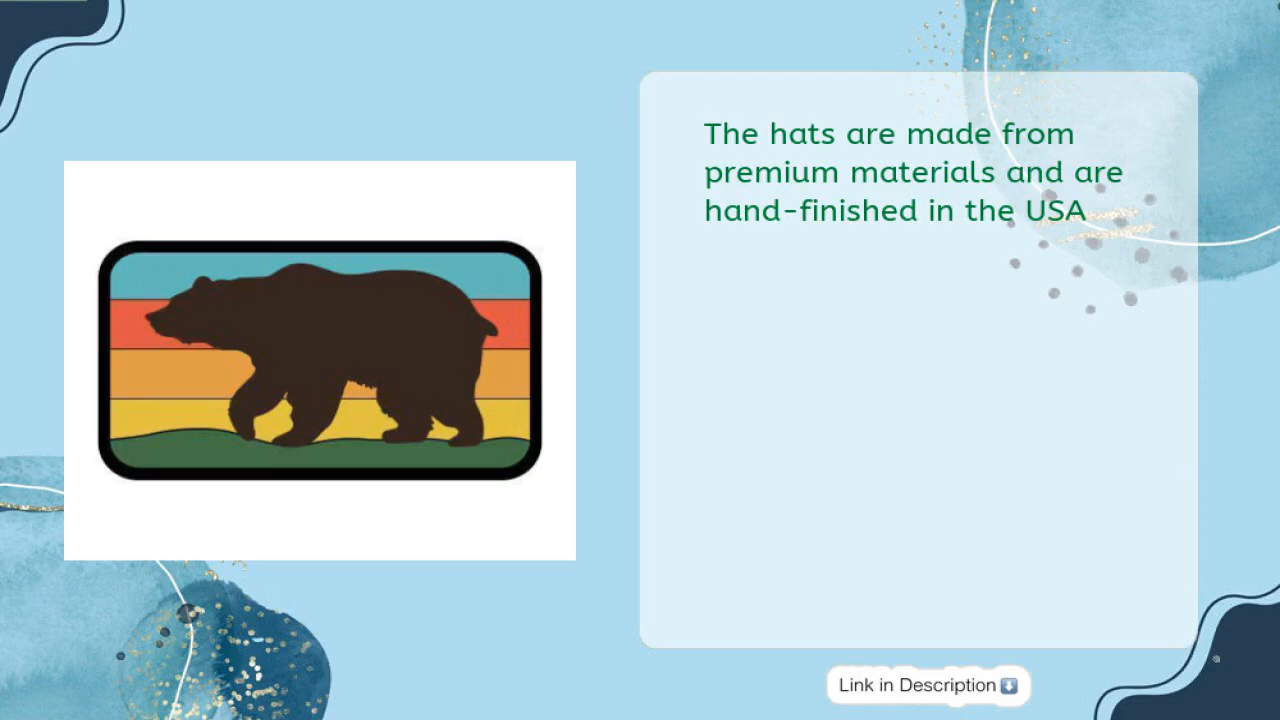 The hats are made from
premium materials and are
hand-finished in the USA
Link in Description⬇️